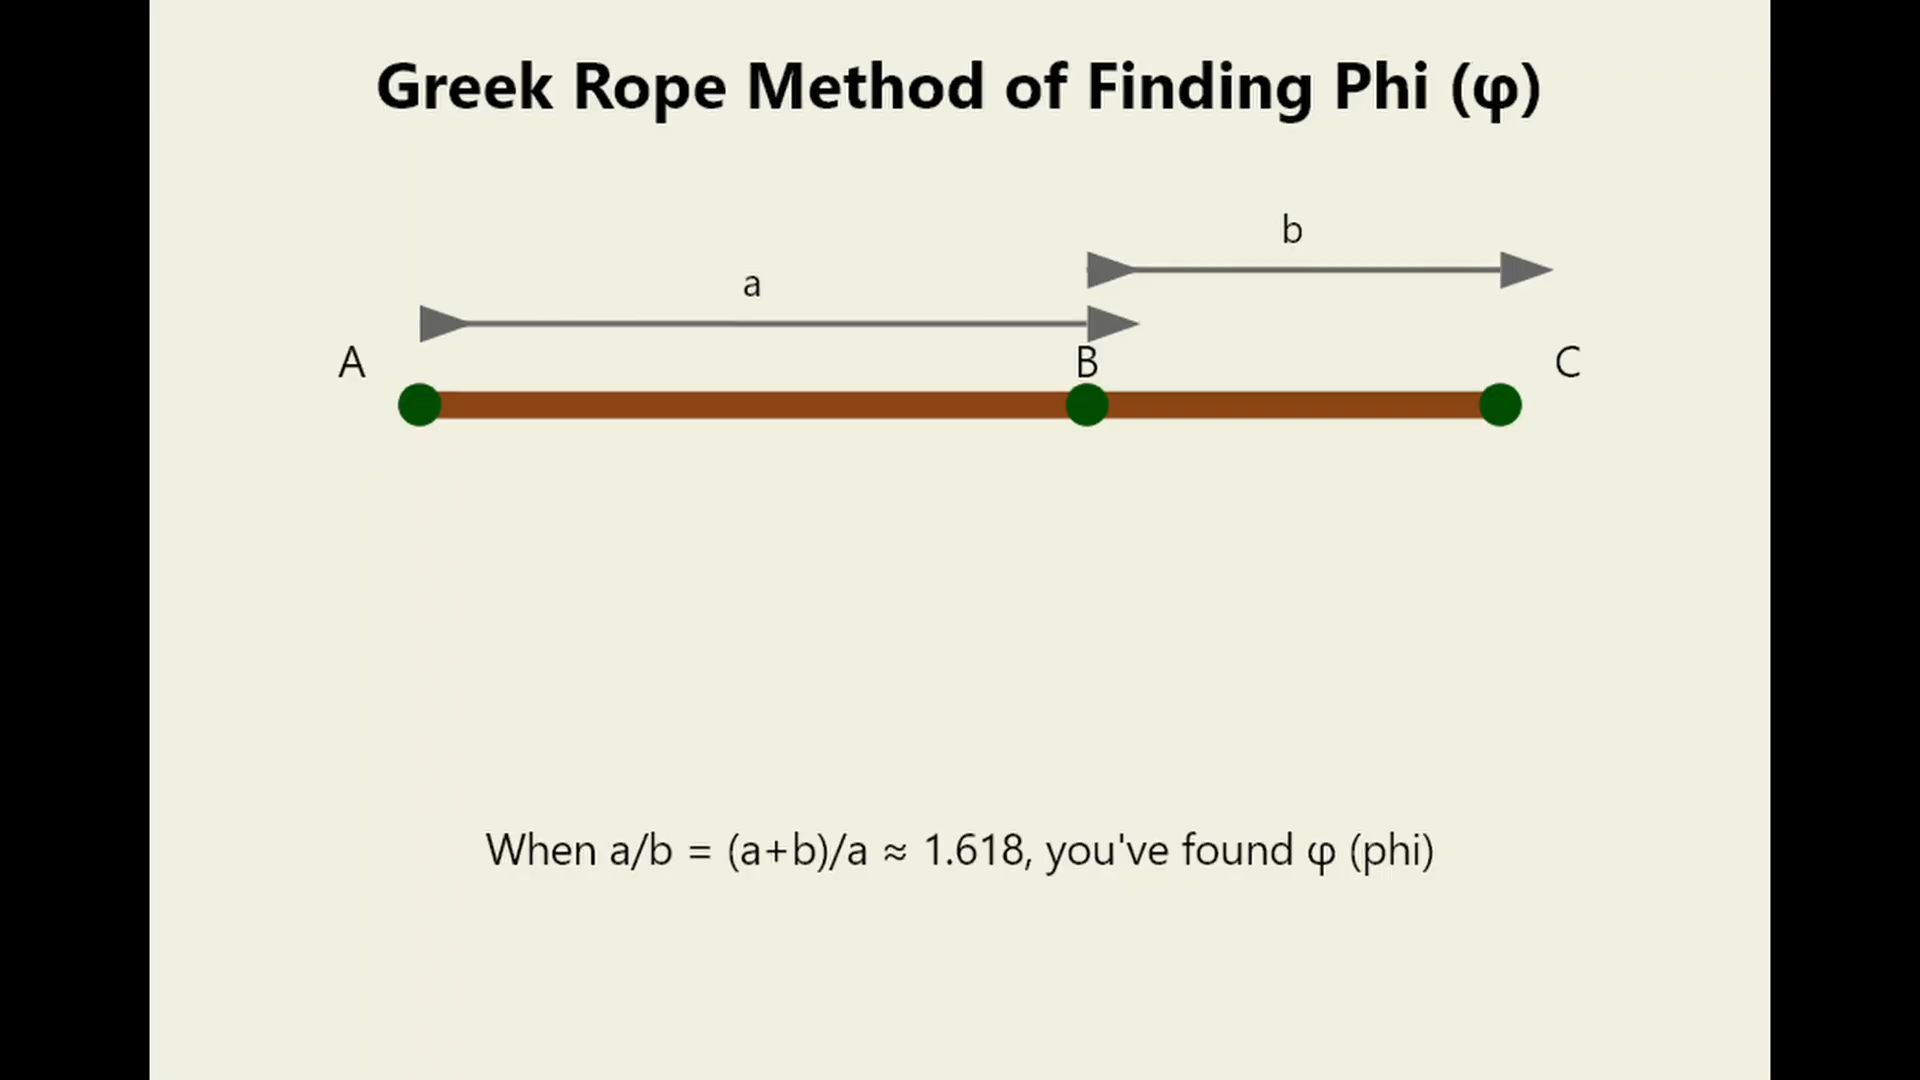 Greek Rope Method of Finding Phi (φ)
b
a
A
B
C
When a/b = (a+b)/a ≈ 1.618, you've found φ (phi)